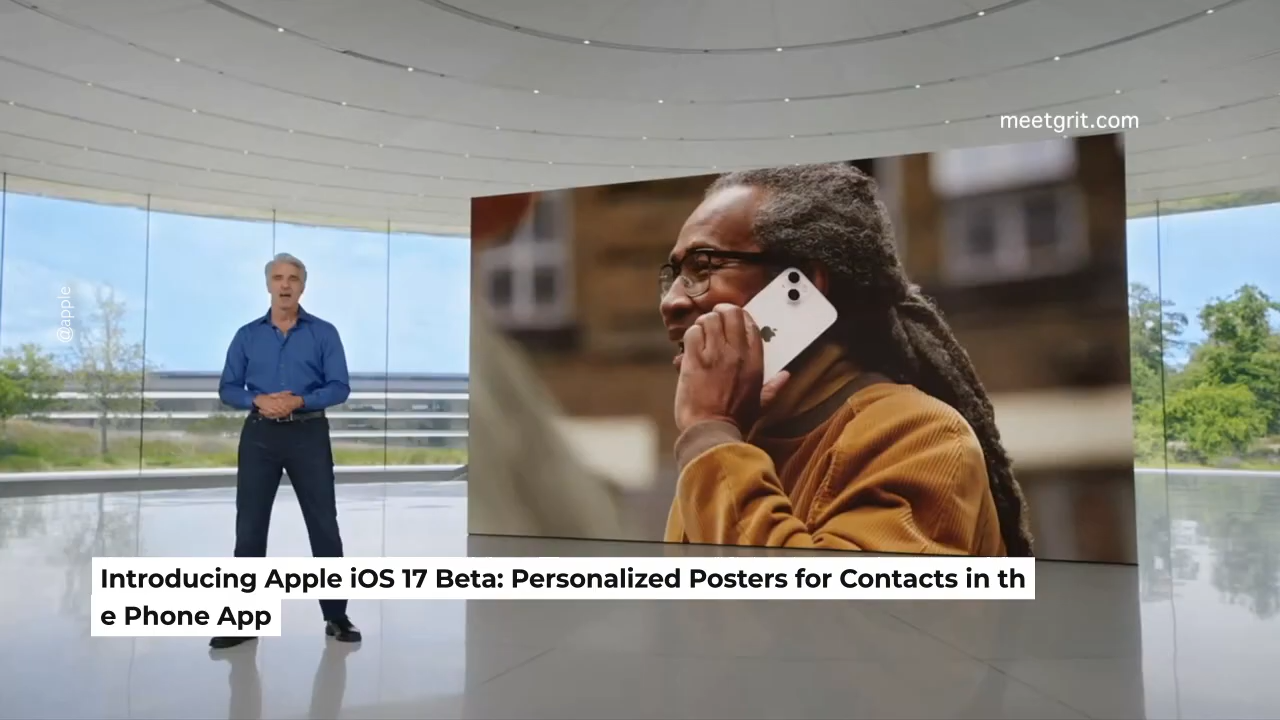 meetgrit.com
@apple
Introducing Apple iOS 17 Beta: Personalized Posters for Contacts in th
e Phone App